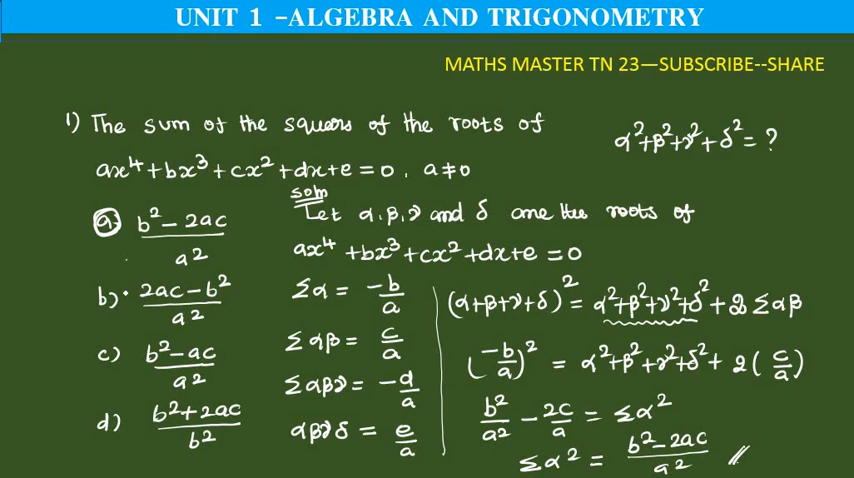 UNIT 1 -ALGEBRA AND TRIGONOMETRY
MATHS MASTER TN 23—SUBSCRIBE--SHARE
1) The sum of the squares of the roots of
ax⁴+bx³+cx²+dx+e=0, a≠0
α²+β²+γ²+δ²=?
a) b²-2ac/a²
b) 2ac-b²/a²
c) b²-ac/a²
d) b²+2ac/b²
soln
Let α,β,γ and δ are the roots of
ax⁴+bx³+cx²+dx+e=0
Σα = -b/a
Σαβ = c/a
Σαβγ = -d/a
αβγδ = e/a
(α+β+γ+δ)² = α²+β²+γ²+δ²+2Σαβ
(-b/a)² = α²+β²+γ²+δ²+2(c/a)
b²/a² - 2c/a = Σα²
Σα² = b²-2ac/a² //